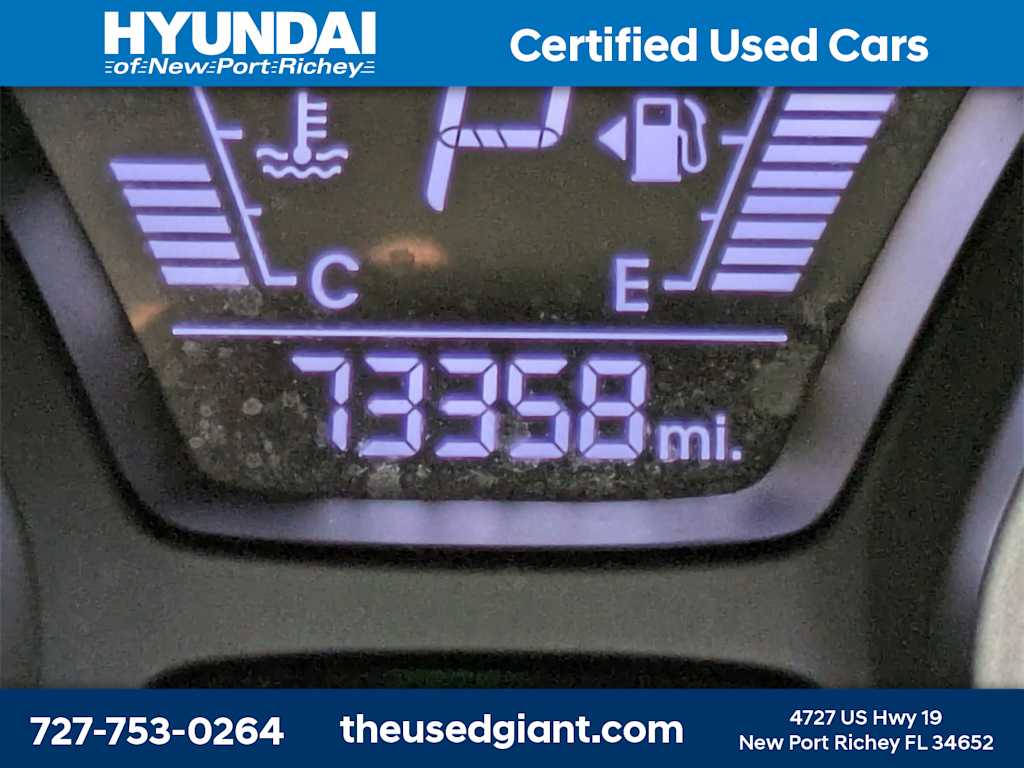 HYUNDAI
of New Port Richey
Certified Used Cars
P
C
E
73358 mi.
727-753-0264
theusedgiant.com
4727 US Hwy 19
New Port Richey FL 34652